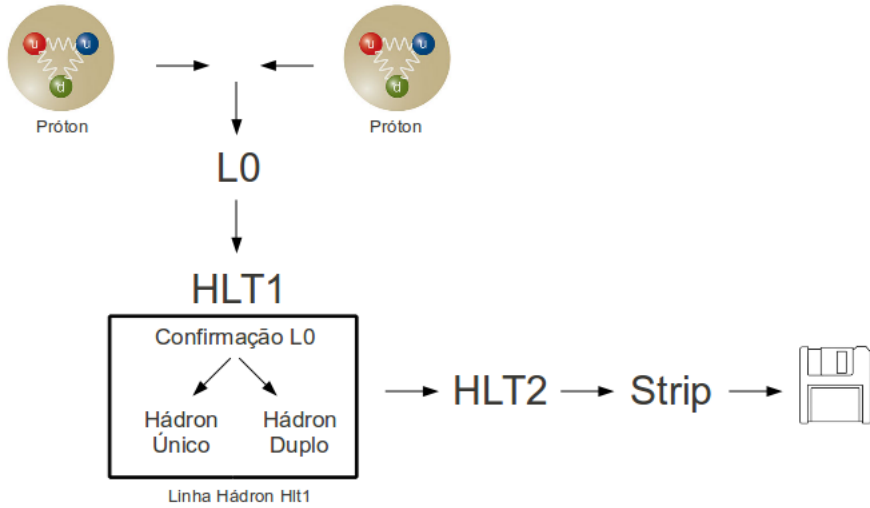 u u
d
Próton
u u
d
Próton
L0
HLT1
Confirmação L0
Hádron
Único
Hádron
Duplo
Linha Hádron Hlt1
HLT2
Strip